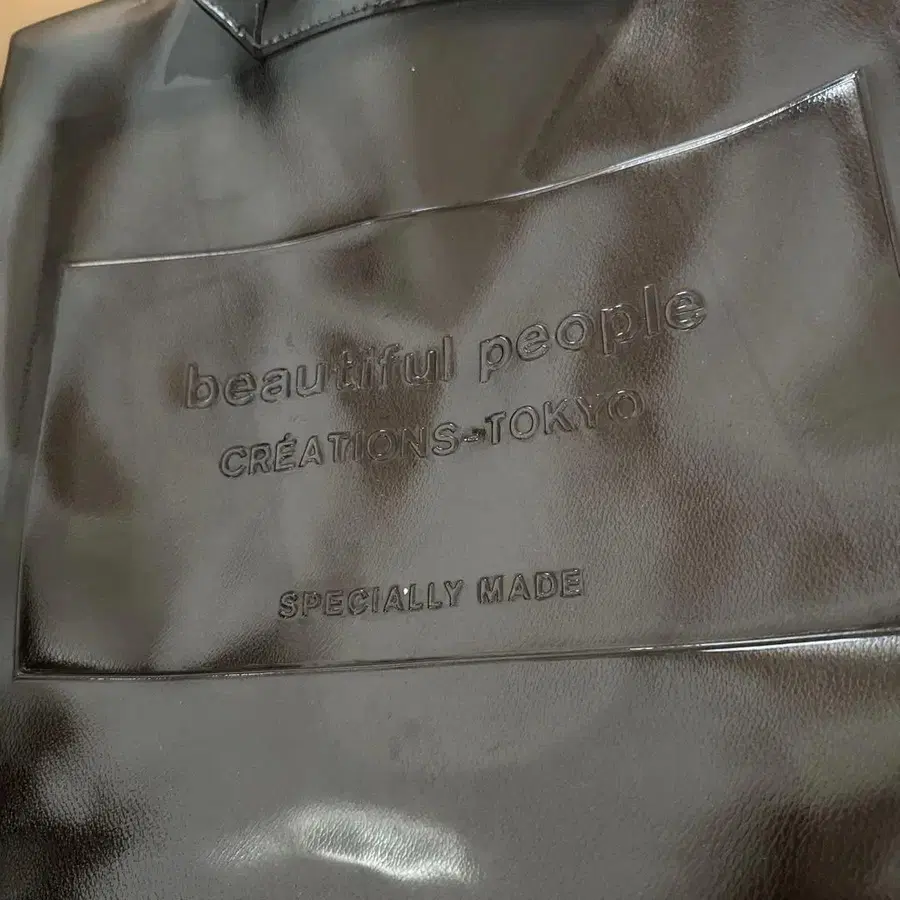 beautiful people
CRÉATIONS-TOKYO
SPECIALLY MADE